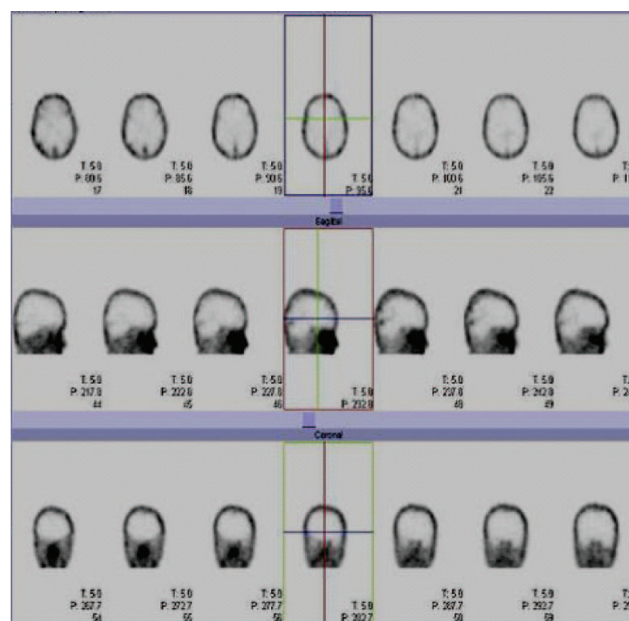 T: 5.0 T: 5.0 T: 5.0 T: 5.0 T: 5.0 T: 5.0
P: 80.6 P: 85.6 P: 90.6 P: 95.6 P: 100.6 P: 105.6
17 18 19 21 22
Sagittal
T: 5.0 T: 5.0 T: 5.0 T: 5.0 T: 5.0 T: 5.0
P: 217.8 P: 222.8 P: 227.8 P: 232.8 P: 237.8 P: 242.8
44 45 46 48 49
Coronal
T: 5.0 T: 5.0 T: 5.0 T: 5.0 T: 5.0 T: 5.0
P: 267.7 P: 272.7 P: 277.7 P: 282.7 P: 287.7 P: 292.7
54 55 56 58 59